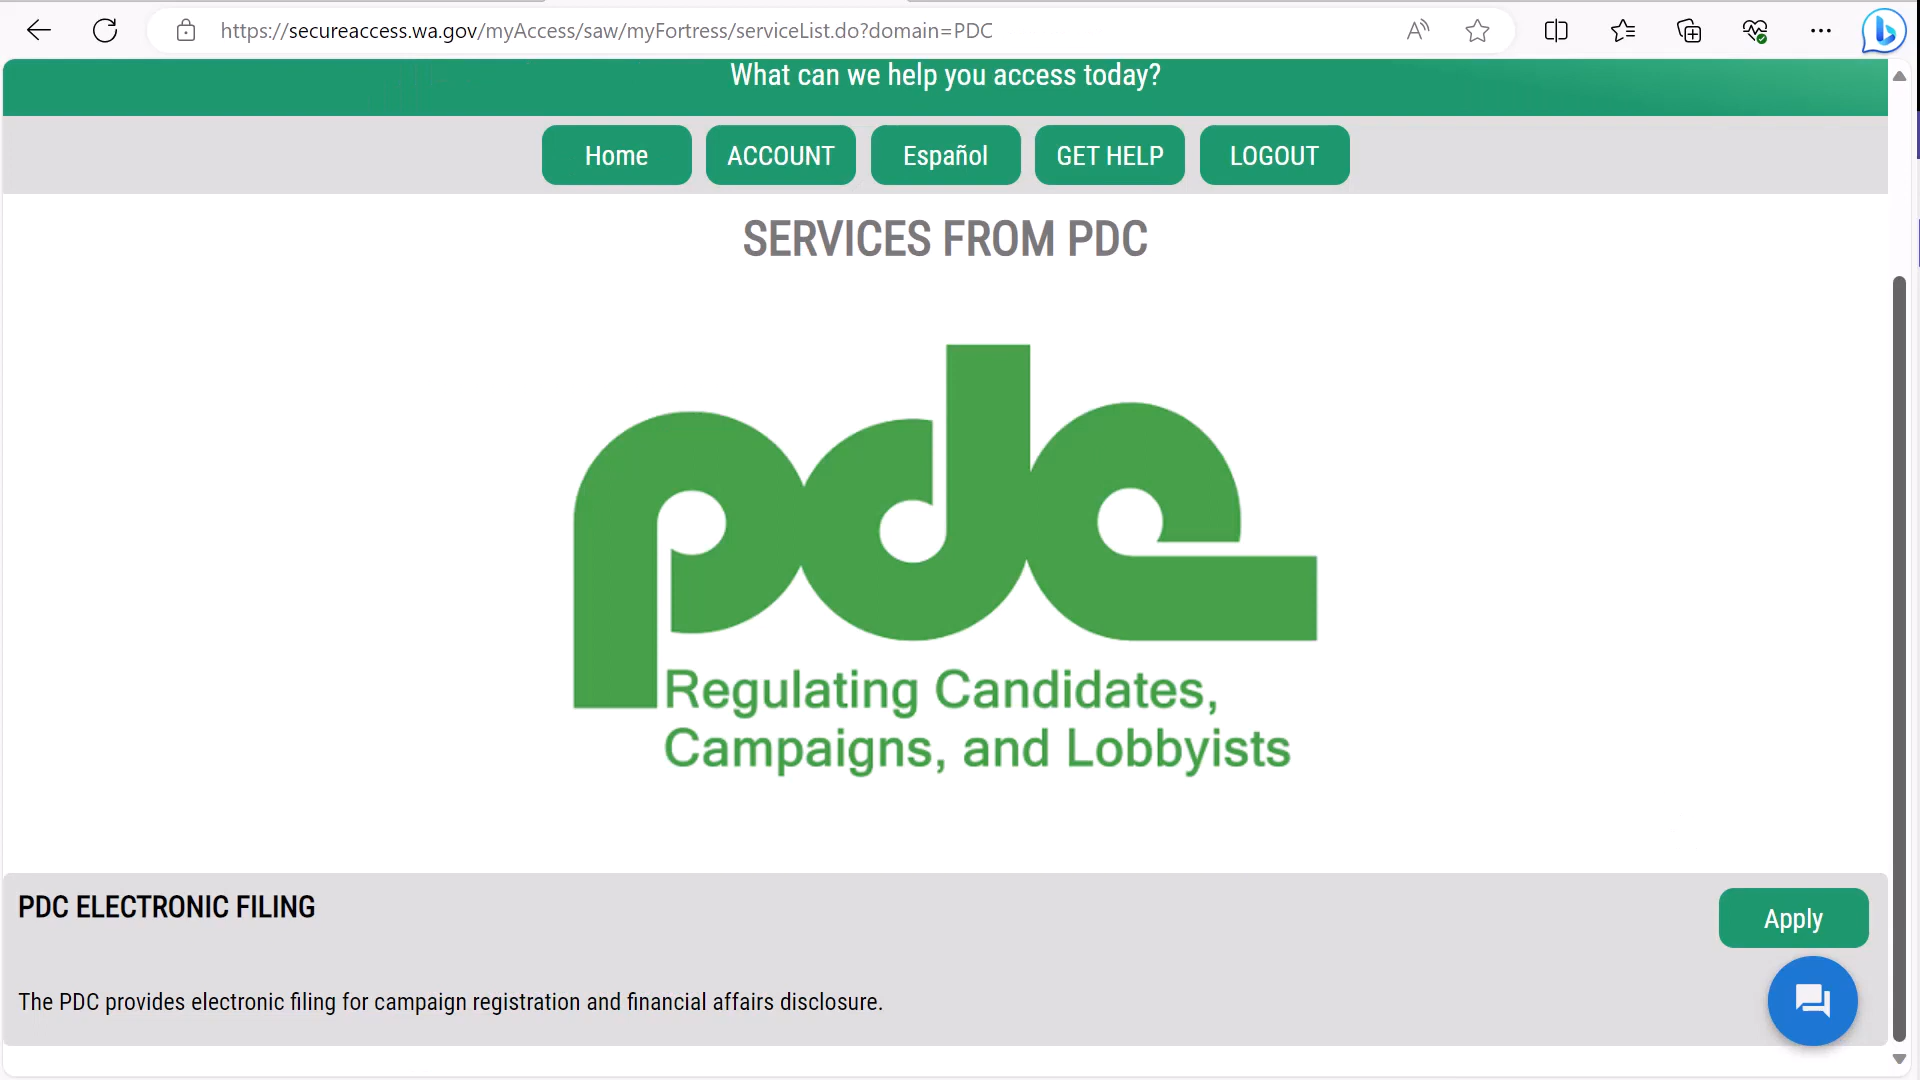 https://secureaccess.wa.gov/myAccess/saw/myFortress/serviceList.do?domain=PDC
What can we help you access today?
Home ACCOUNT Español GET HELP LOGOUT
SERVICES FROM PDC
pdc
Regulating Candidates,
Campaigns, and Lobbyists
PDC ELECTRONIC FILING
Apply
The PDC provides electronic filing for campaign registration and financial affairs disclosure.